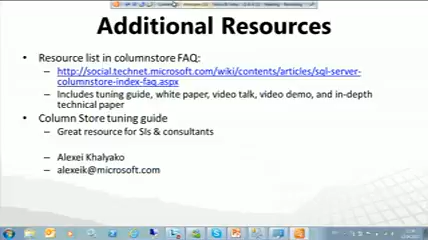 Additional Resources
• Resource list in columnstore FAQ:
– http://social.technet.microsoft.com/wiki/contents/articles/sql-server-
columnstore-index-faq.aspx
– Includes tuning guide, white paper, video talk, video demo, and in-depth
technical paper
• Column Store tuning guide
– Great resource for SIs & consultants
– Alexei Khalyako
– alexeik@microsoft.com